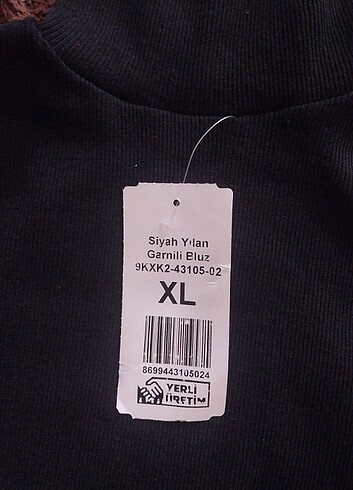 Siyah Yılan
Garnili Bluz
9KXK2-43105-02
XL
8699443105024
YERLİ
ÜRETİM